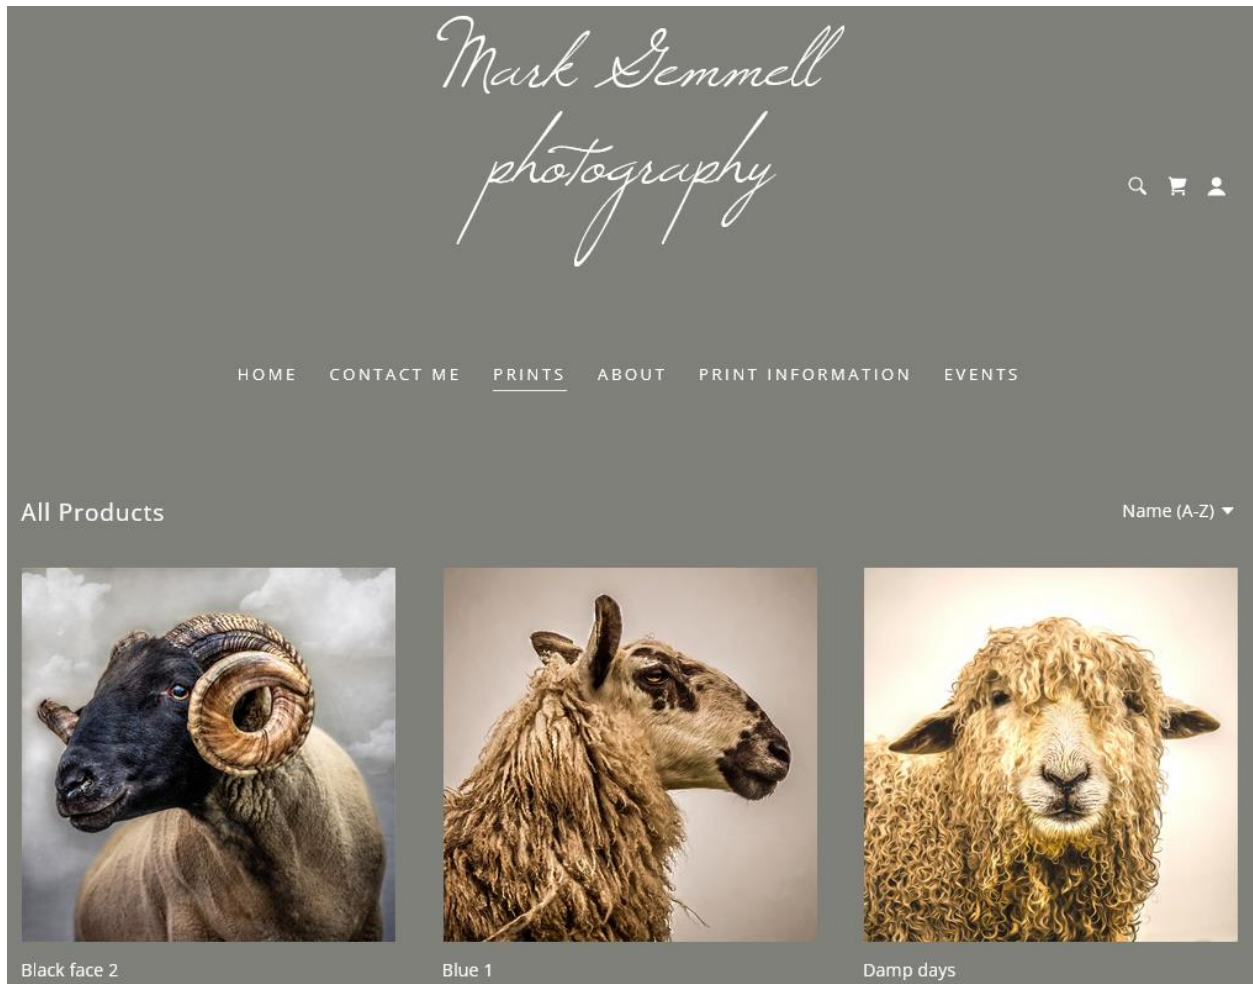 Mark Gemmell
photography
HOME CONTACT ME PRINTS ABOUT PRINT INFORMATION EVENTS
All Products
Name (A-Z)
Black face 2
Blue 1
Damp days